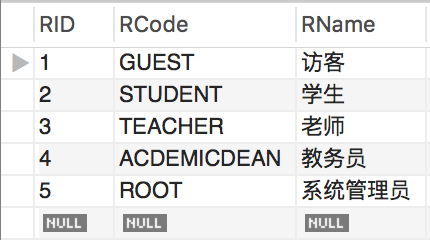 RID RCode RName
1 GUEST 访客
2 STUDENT 学生
3 TEACHER 老师
4 ACDEMICDEAN 教务员
5 ROOT 系统管理员
NULL NULL NULL